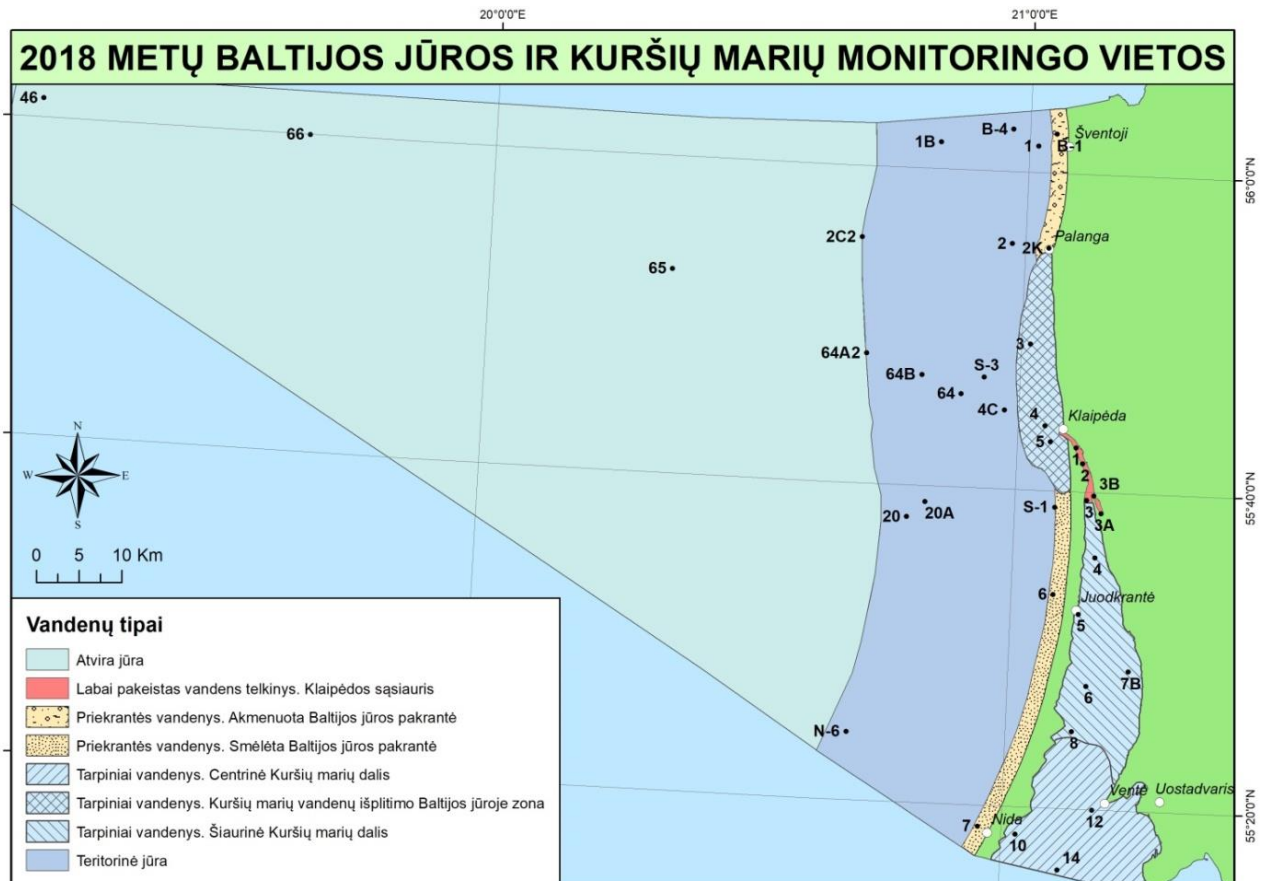 20°0'0"E
21°0'0"E
2018 METŲ BALTIJOS JŪROS IR KURŠIŲ MARIŲ MONITORINGO VIETOS
46
66
1B
B-4
1
B-1
Šventoji
56°0'0"N
2C2
65
2
2K
Palanga
64A2
64B
S-3
64
4C
3
4
5
Klaipėda
1
2
3B
3
3A
55°40'0"N
N
W
E
S
20
20A
S-1
4
0 5 10 Km
6
Juodkrantė
5
7B
6
N-6
8
Ventė
Uostadvaris
12
55°20'0"N
7
Nida
10
14
Vandenų tipai
Atvira jūra
Labai pakeistas vandens telkinys. Klaipėdos sąsiauris
Priekrantės vandenys. Akmenuota Baltijos jūros pakrantė
Priekrantės vandenys. Smėlėta Baltijos jūros pakrantė
Tarpiniai vandenys. Centrinė Kuršių marių dalis
Tarpiniai vandenys. Kuršių marių vandenų išplitimo Baltijos jūroje zona
Tarpiniai vandenys. Šiaurinė Kuršių marių dalis
Teritorinė jūra